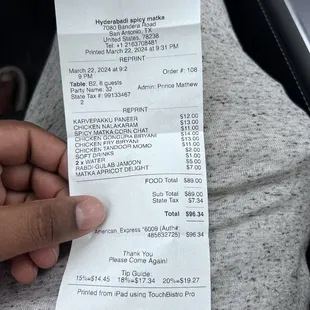 Hyderabadi spicy matka
7080 Bandera Road
San Antonio, TX
United States, 78238
Tel: +1 2163708481
Printed March 22, 2024 at 9:31 PM
REPRINT
March 22, 2024 at 9:2
9 PM
Order #: 108
Table: B2, 8 guests
Admin: Prince Mathew
Party Name: 32
State Tax #: 99133467
2
REPRINT
KARVEPAKKU PANEER $12.00
CHICKEN NALAKARAM $13.00
SPICY MATKA CORN CHAT $11.00
CHICKEN GONGURA BIRYANI $14.00
CHICKEN FRY BIRYANI $13.00
CHICKEN TANDOOR MOMO $11.00
SOFT DRINKS $2.00
2 x WATER $1.00
RABDI-GULAB JAMOON $5.00
MATKA APRICOT DELIGHT $7.00
FOOD Total $89.00
Sub Total $89.00
State Tax $7.34
Total $96.34
American_Express *6009 (Auth#: $96.34
485632725)
Thank You
Please Come Again!
Tip Guide:
15%=$14.45 18%=$17.34 20%=$19.27
Printed from iPad using TouchBistro Pro